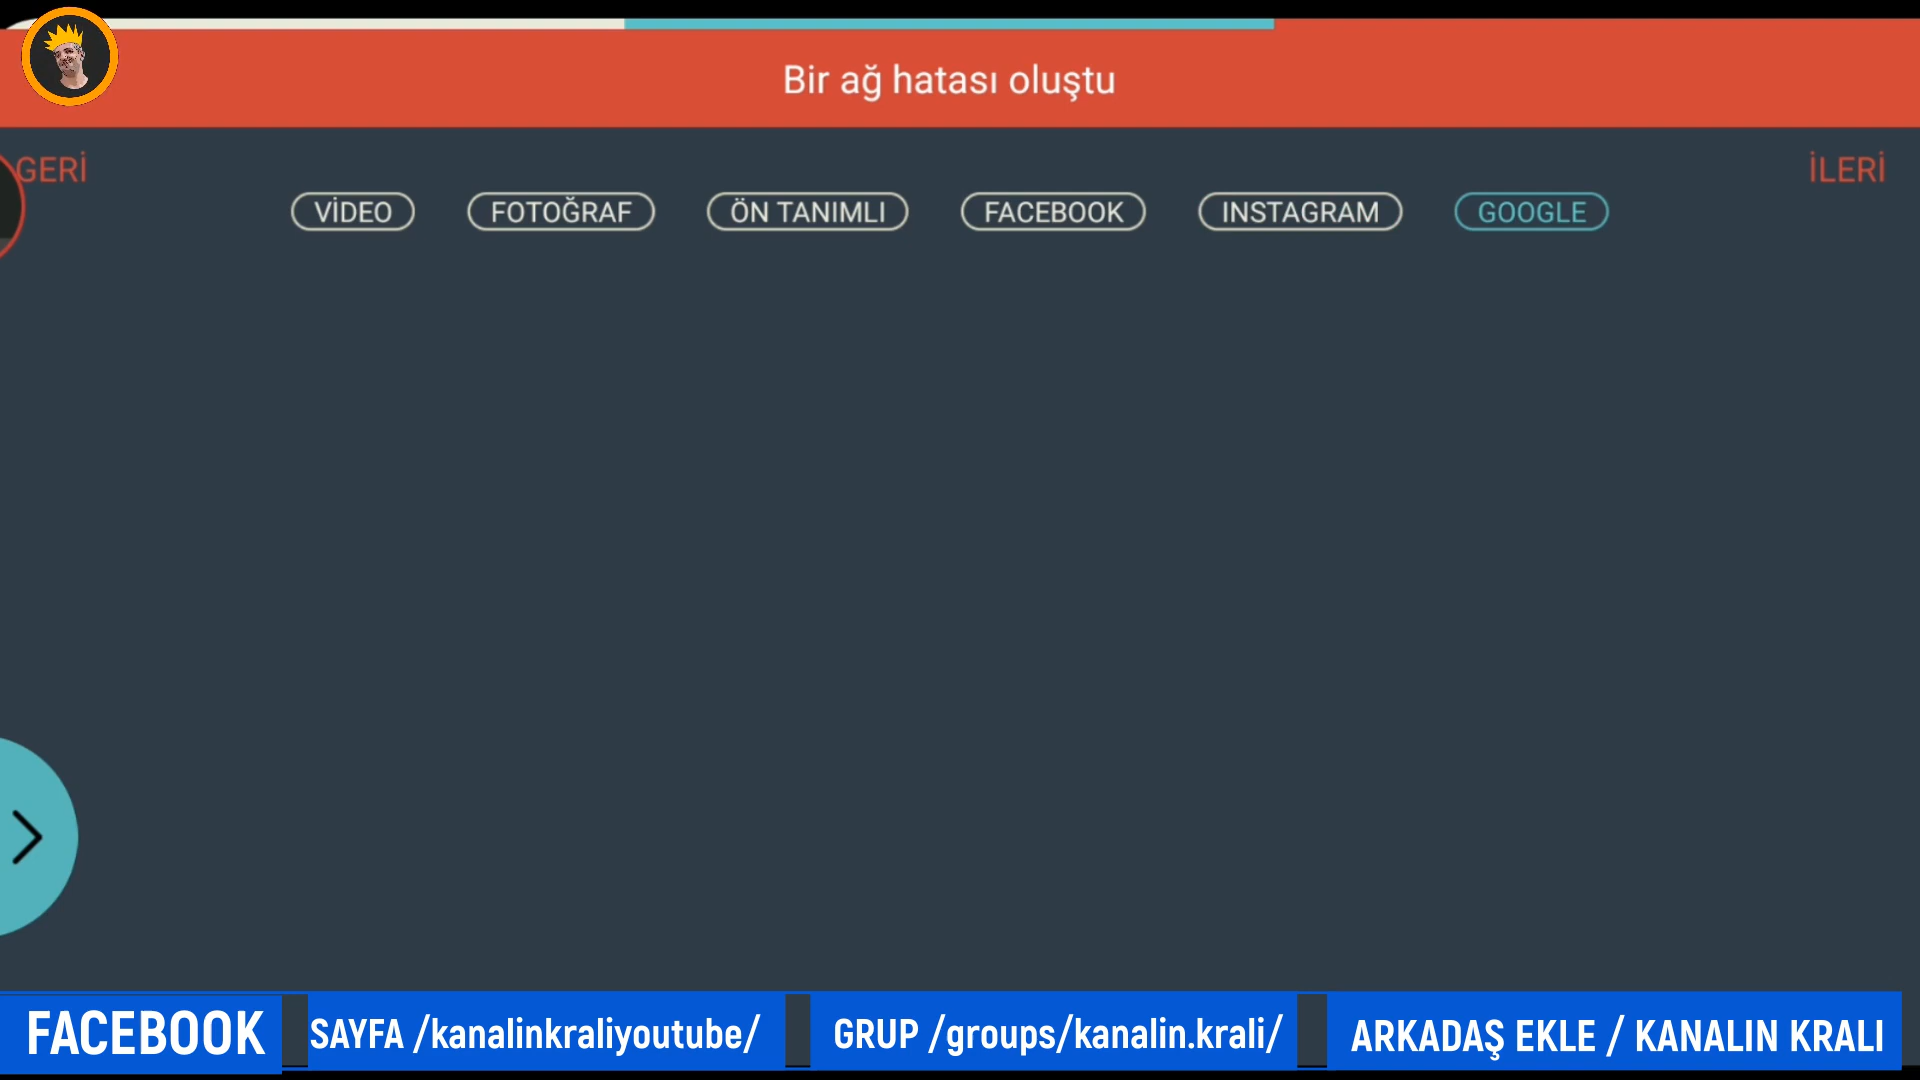 Bir ağ hatası oluştu
GERİ
İLERİ
VİDEO
FOTOĞRAF
ÖN TANIMLI
FACEBOOK
INSTAGRAM
GOOGLE
FACEBOOK
SAYFA /kanalinkraliyoutube/
GRUP /groups/kanalin.krali/
ARKADAŞ EKLE / KANALIN KRALI